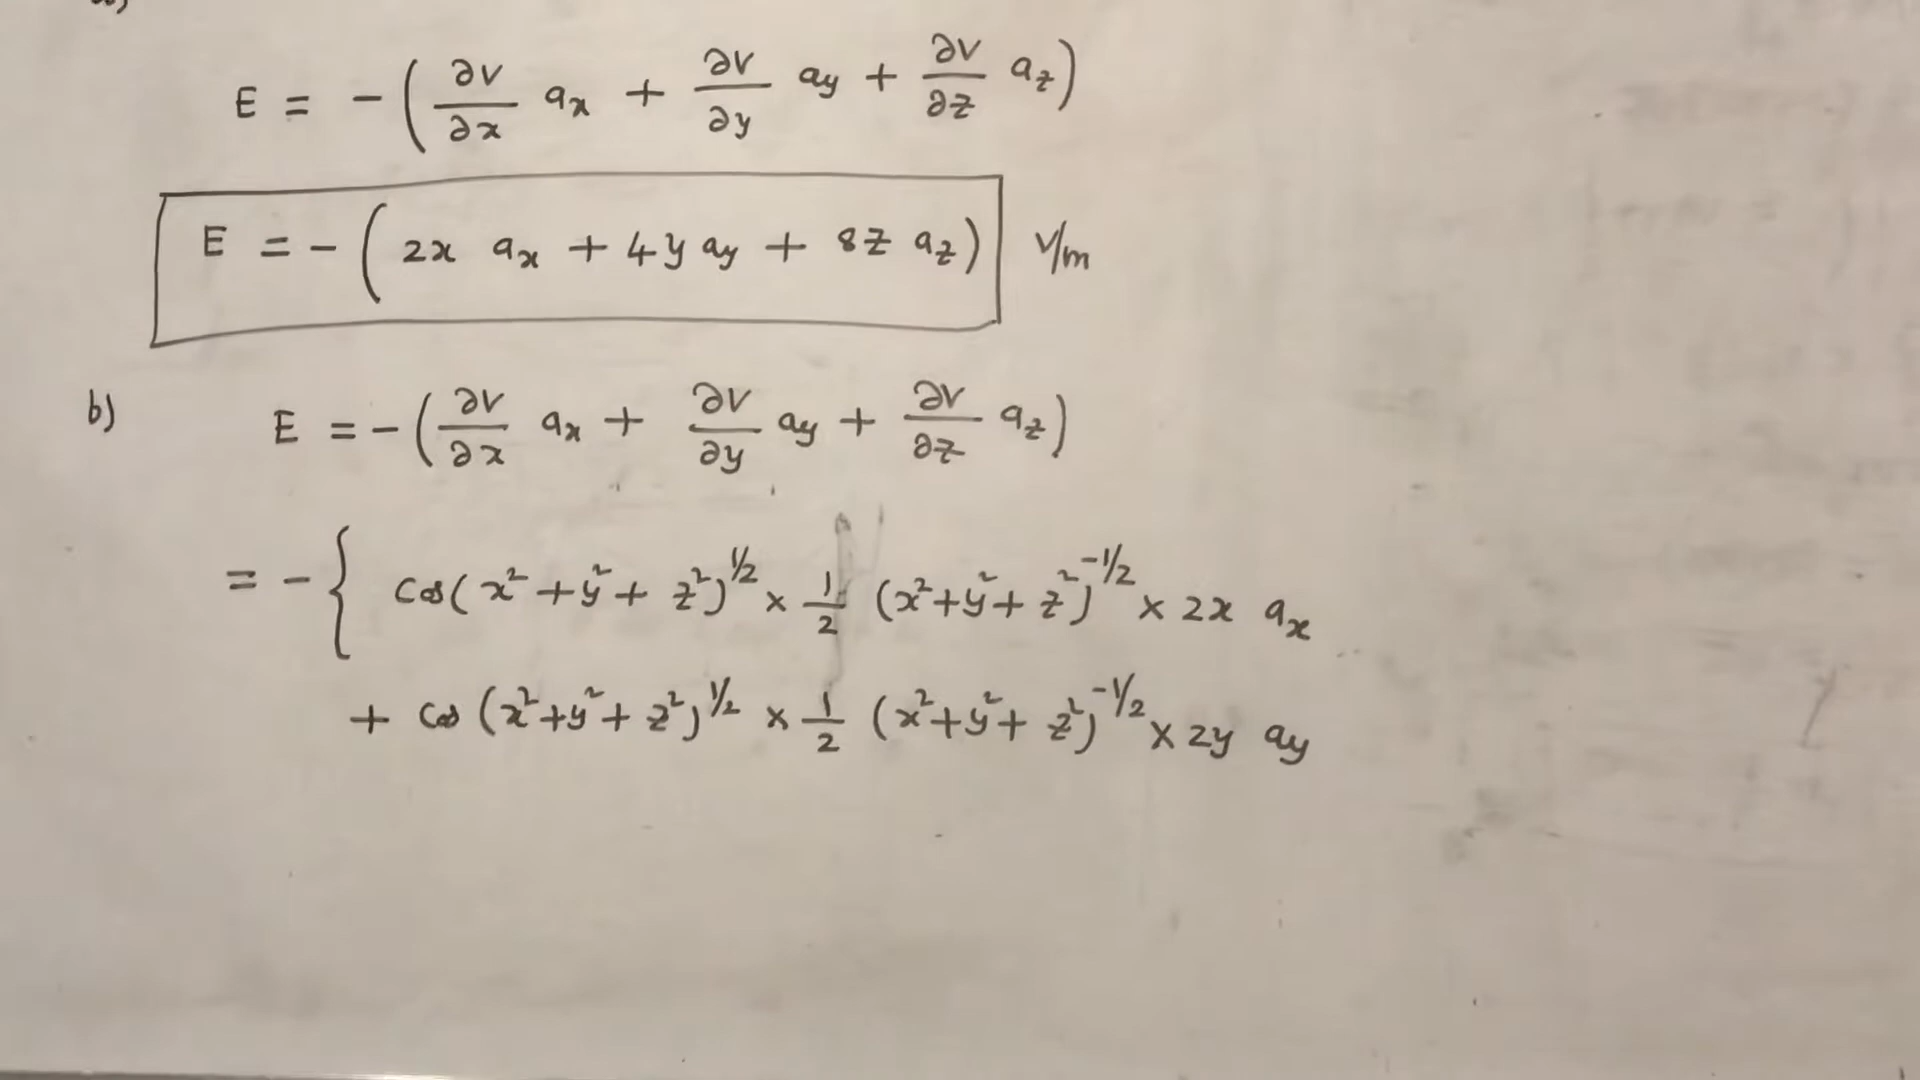 E = - ( ∂V/∂x ax + ∂V/∂y ay + ∂V/∂z az )
E = - ( 2x ax + 4y ay + 8z az ) V/m
b) E = - ( ∂V/∂x ax + ∂V/∂y ay + ∂V/∂z az )
= - { Cos( x² + y² + z² )^1/2 × 1/2 (x² + y² + z²)^-1/2 × 2x ax
+ Cos (x² + y² + z²)^1/2 × 1/2 (x² + y² + z²)^-1/2 × 2y ay